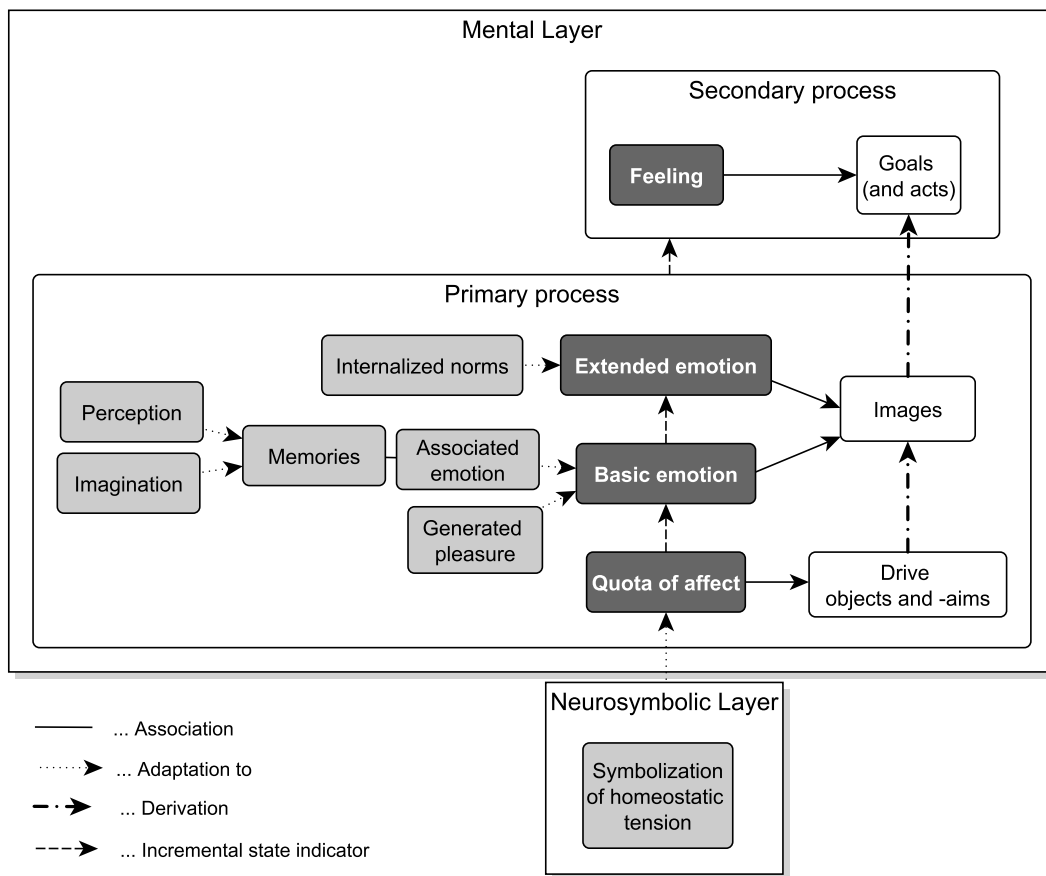 Mental Layer
Secondary process
Feeling
Goals
(and acts)
Primary process
Internalized norms
Extended emotion
Perception
Images
Memories
Associated
emotion
Imagination
Basic emotion
Generated
pleasure
Quota of affect
Drive
objects and -aims
Neurosymbolic Layer
... Association
... Adaptation to
Symbolization
of homeostatic
tension
... Derivation
... Incremental state indicator